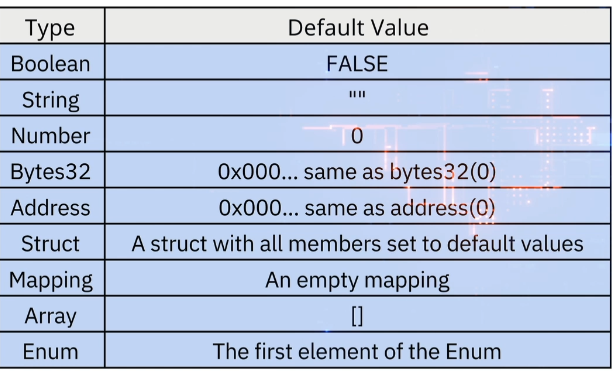 Type Default Value
Boolean FALSE
String ""
Number 0
Bytes32 0x000... same as bytes32(0)
Address 0x000... same as address(0)
Struct A struct with all members set to default values
Mapping An empty mapping
Array []
Enum The first element of the Enum